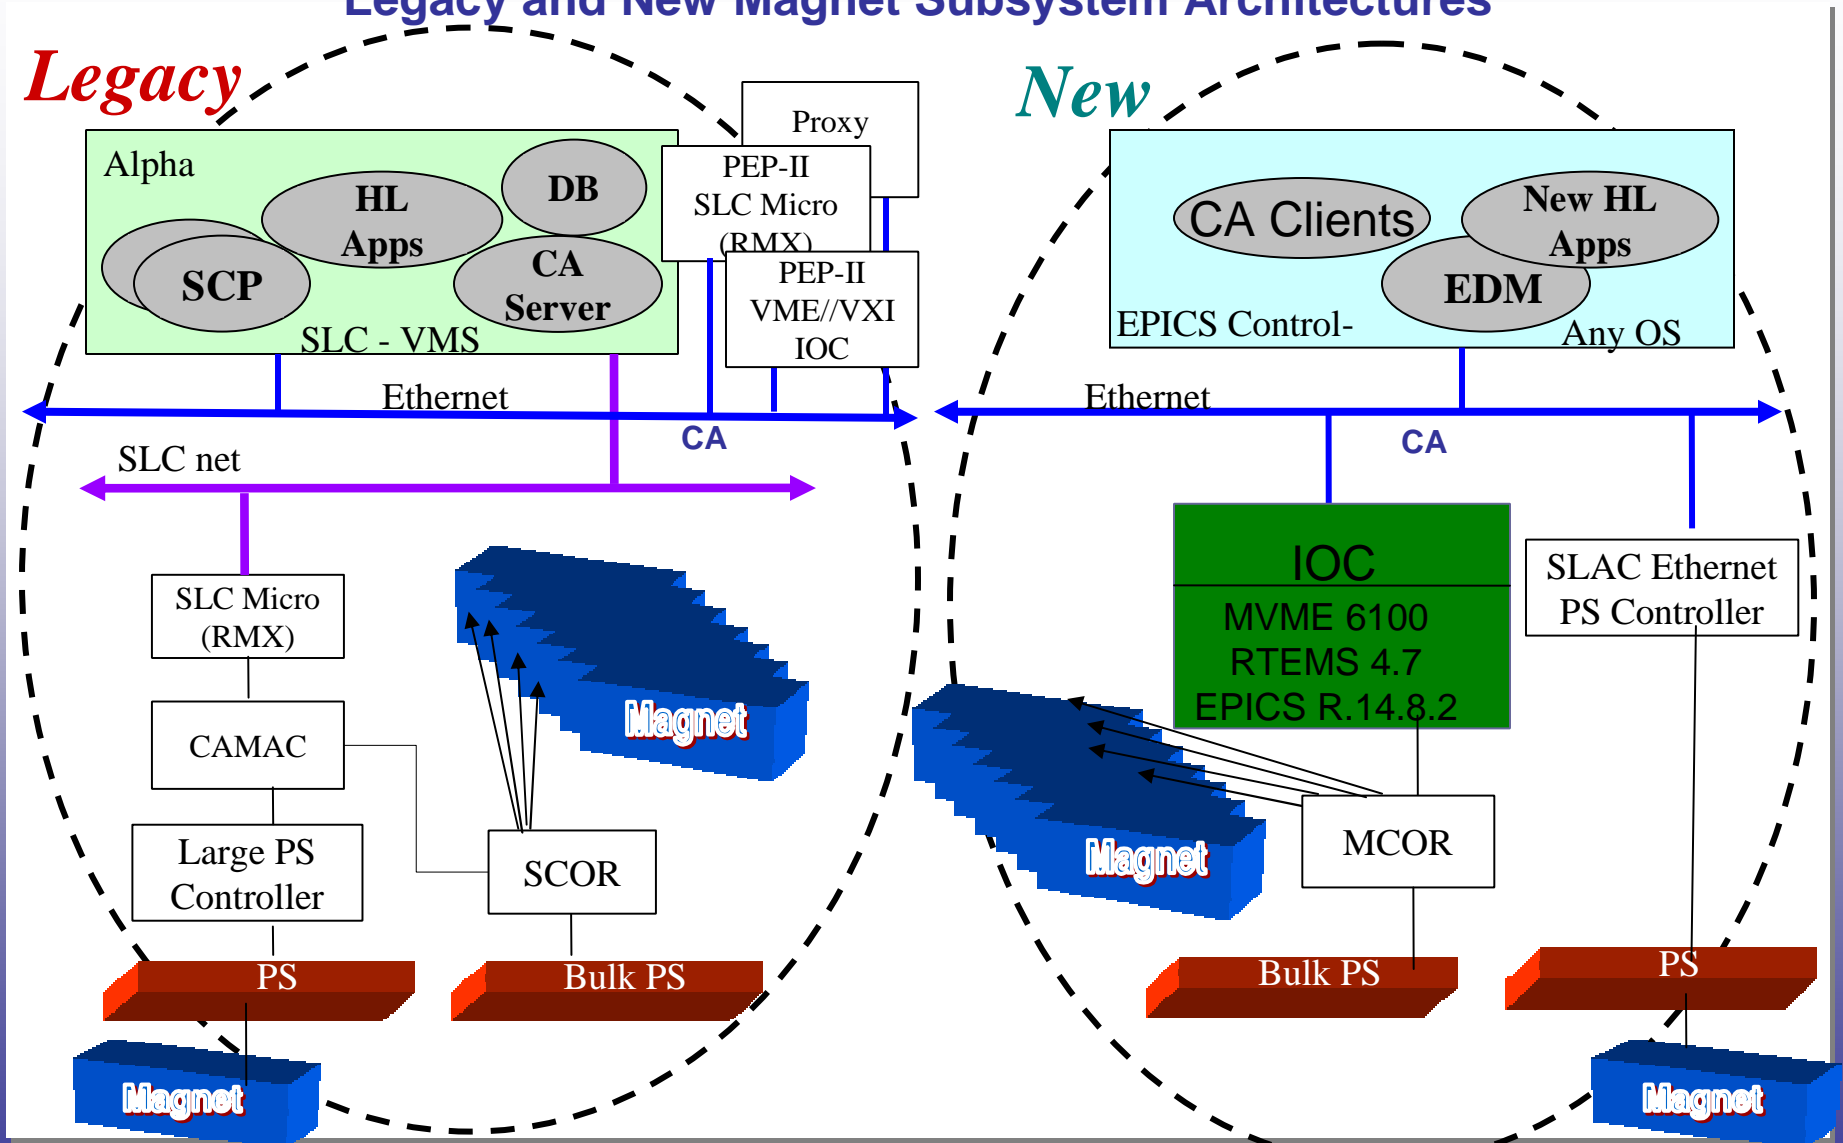 Legacy and New Magnet Subsystem Architectures
Legacy
New
Alpha
HL
Apps
DB
SCP
CA
Server
SLC - VMS
Proxy
PEP-II
SLC Micro
(RMX)
PEP-II
VME//VXI
IOC
Ethernet
CA
SLC net
SLC Micro
(RMX)
CAMAC
Large PS
Controller
SCOR
Magnet
PS
Bulk PS
Magnet
CA Clients
New HL
Apps
EDM
EPICS Control-
Any OS
Ethernet
CA
IOC
MVME 6100
RTEMS 4.7
EPICS R.14.8.2
SLAC Ethernet
PS Controller
Magnet
MCOR
Bulk PS
PS
Magnet